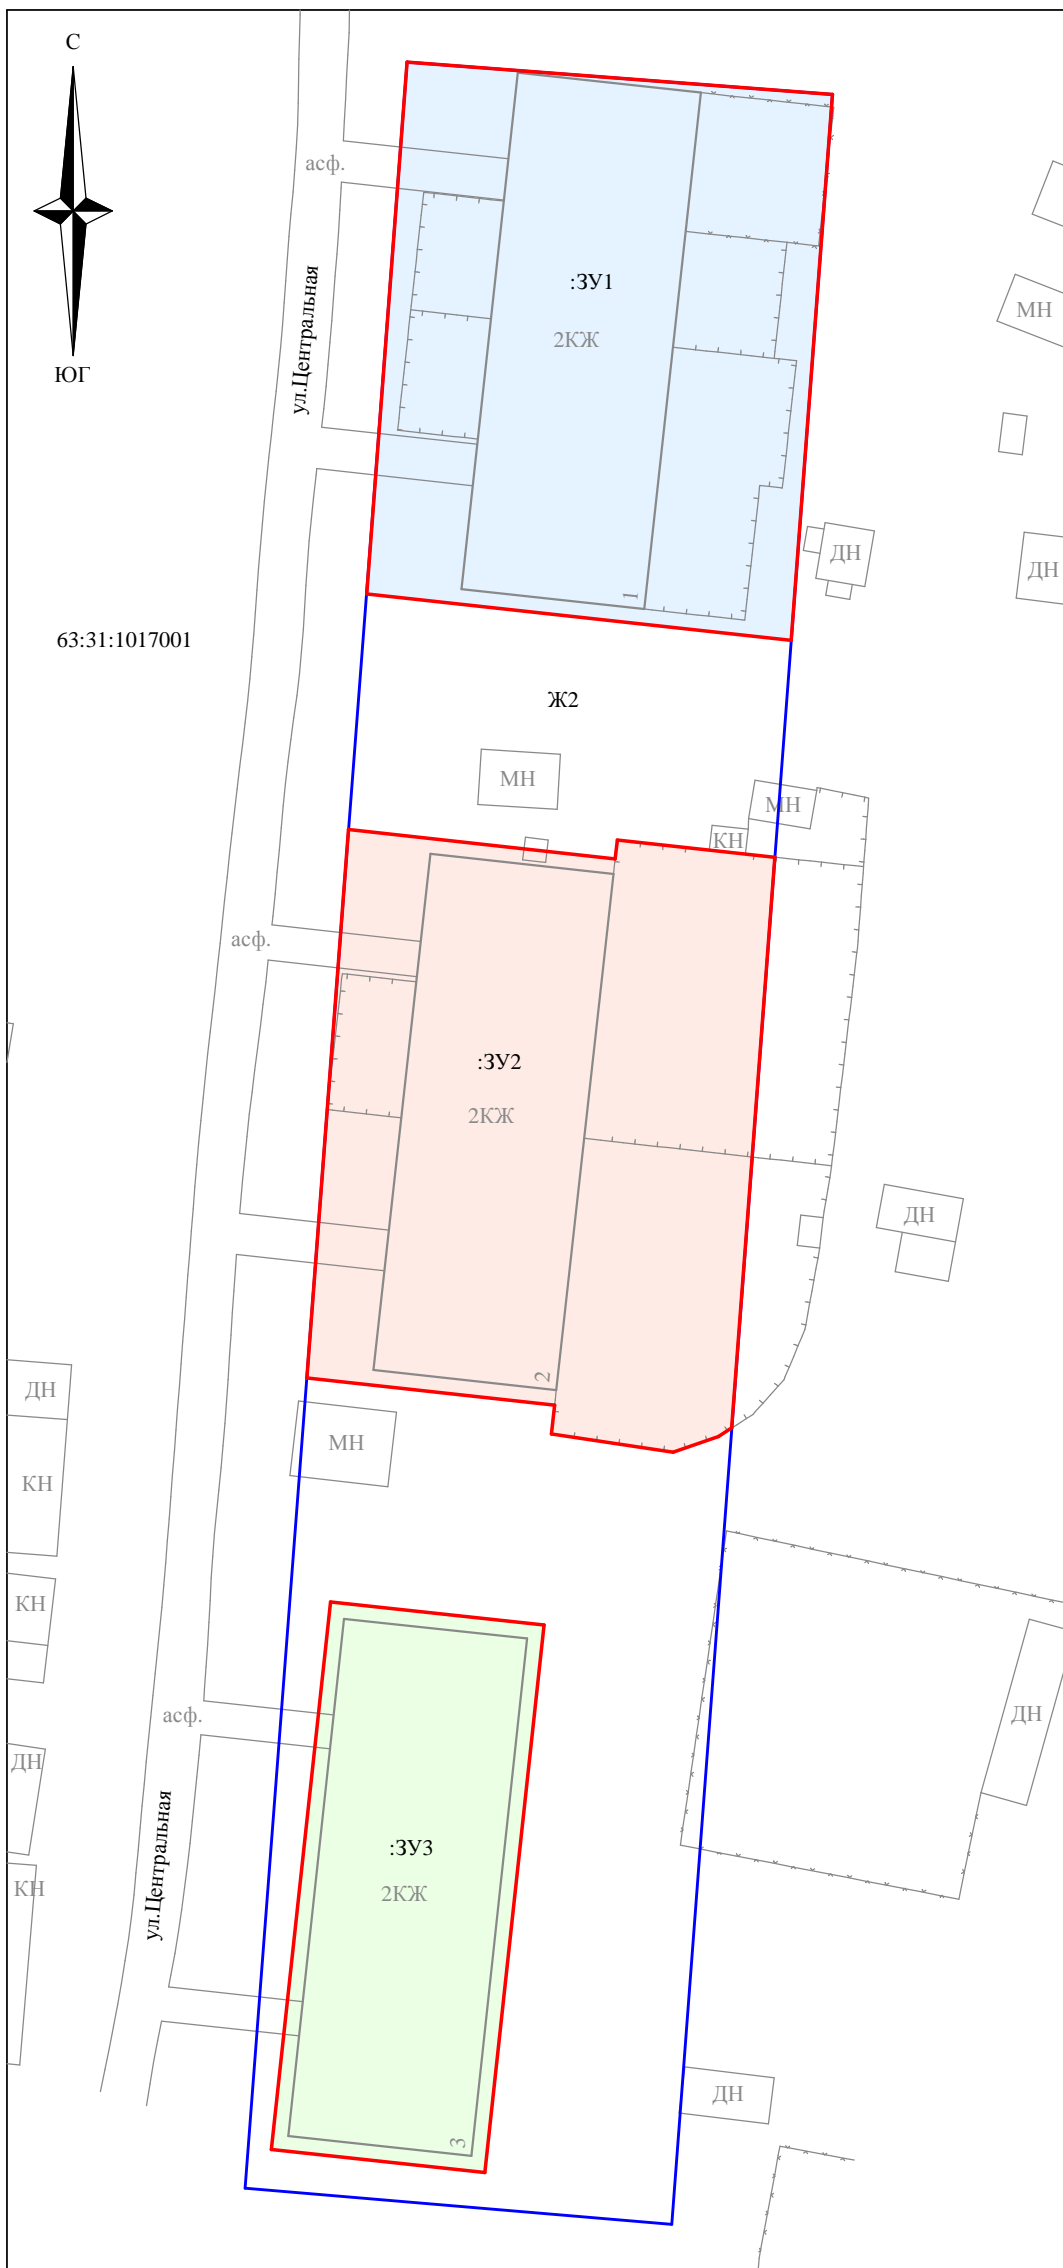 С
асф.
:ЗУ1
ул.Центральная
МН
2КЖ
ЮГ
ДН
ДН
1
63:31:1017001
Ж2
МН
МН
КН
асф.
:ЗУ2
2КЖ
ДН
2
ДН
МН
КН
КН
ДН
асф.
ДН
ул.Центральная
:ЗУ3
КН
2КЖ
ДН
3